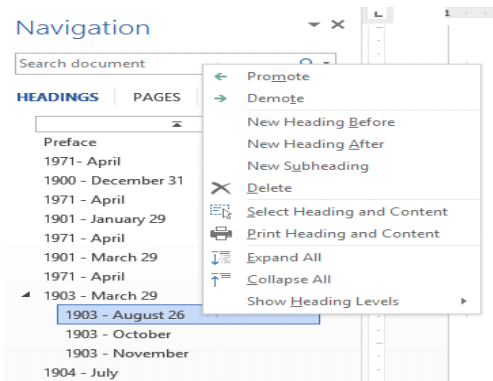 Navigation
Search document
HEADINGS PAGES
Preface
1971- April
1900 - December 31
1971 - April
1901 - January 29
1971 - April
1901 - March 29
1971 - April
1903 - March 29
1903 - August 26
1903 - October
1903 - November
1904 - July
Promote
Demote
New Heading Before
New Heading After
New Subheading
Delete
Select Heading and Content
Print Heading and Content
Expand All
Collapse All
Show Heading Levels
L
1